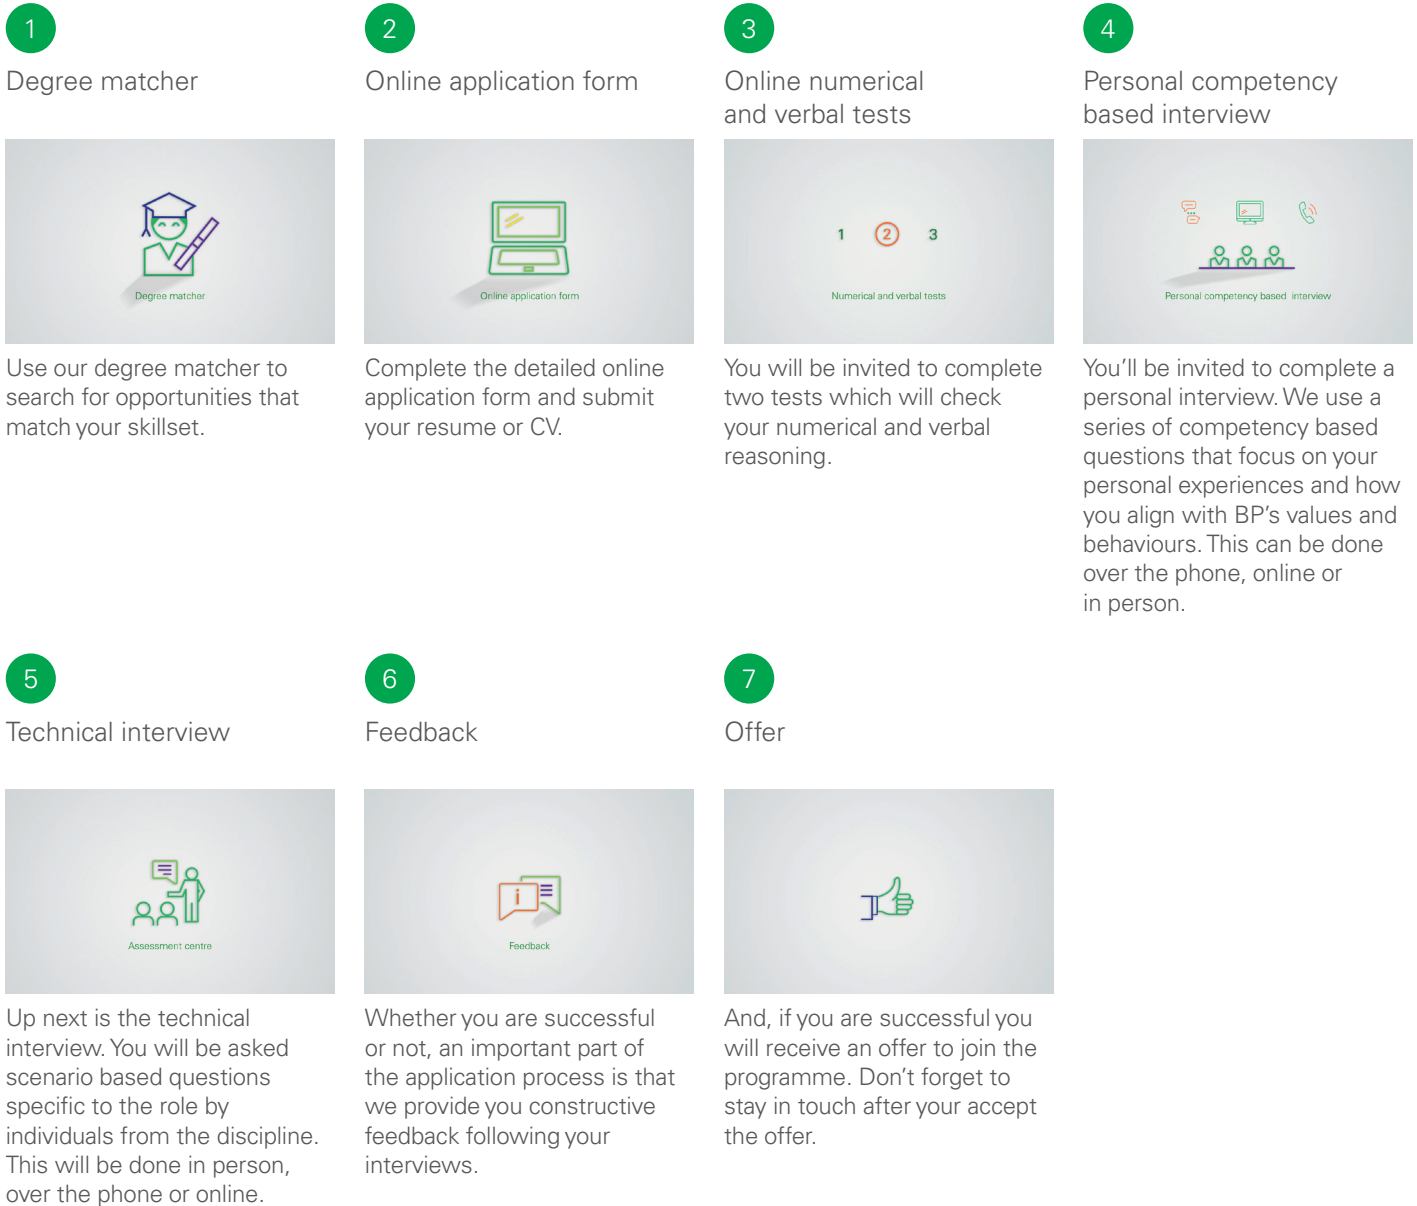 1
Degree matcher
Degree matcher
Use our degree matcher to
search for opportunities that
match your skillset.
2
Online application form
Online application form
Complete the detailed online
application form and submit
your resume or CV.
3
Online numerical
and verbal tests
1 2 3
Numerical and verbal tests
You will be invited to complete
two tests which will check
your numerical and verbal
reasoning.
4
Personal competency
based interview
Personal competency based interview
You’ll be invited to complete a
personal interview. We use a
series of competency based
questions that focus on your
personal experiences and how
you align with BP’s values and
behaviours. This can be done
over the phone, online or
in person.
5
Technical interview
Assessment centre
Up next is the technical
interview. You will be asked
scenario based questions
specific to the role by
individuals from the discipline.
This will be done in person,
over the phone or online.
6
Feedback
i
Feedback
Whether you are successful
or not, an important part of
the application process is that
we provide you constructive
feedback following your
interviews.
7
Offer
And, if you are successful you
will receive an offer to join the
programme. Don’t forget to
stay in touch after your accept
the offer.